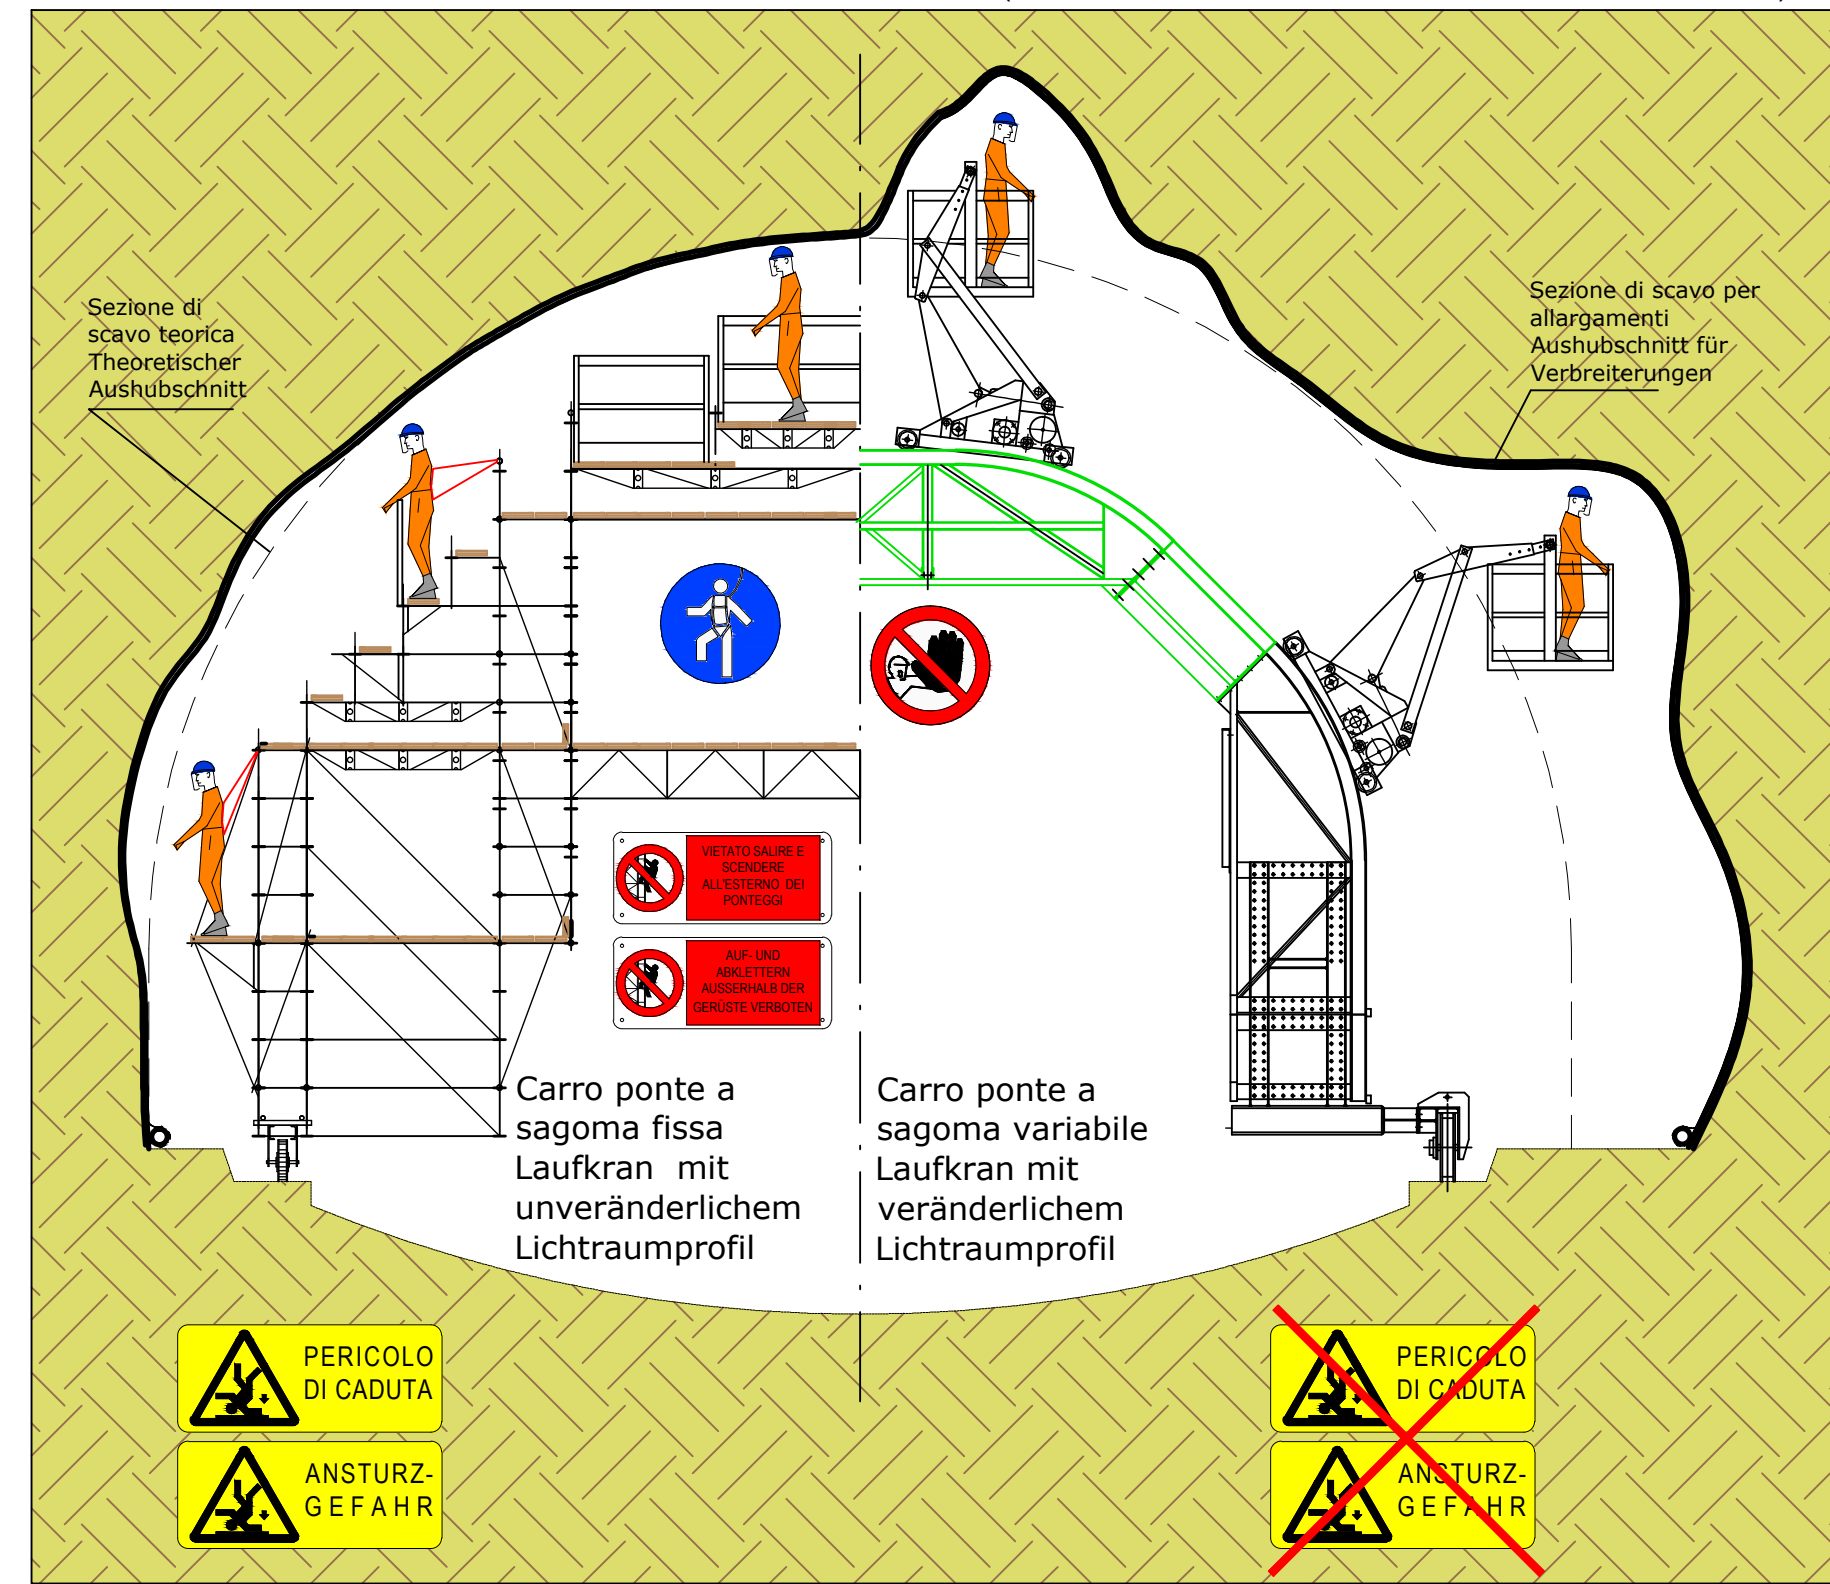 Sezione di
scavo teorica
Theoretischer
Aushubschnitt
Sezione di scavo per
allargamenti
Aushubschnitt für
Verbreiterungen
VIETATO SALIRE E
SCENDERE
ALL'ESTERNO DEI
PONTEGGI
AUF- UND
ABKLETTERN
AUSSERHALB DER
GERÜSTE VERBOTEN
Carro ponte a
sagoma fissa
Laufkran mit
unveränderlichem
Lichtraumprofil
Carro ponte a
sagoma variabile
Laufkran mit
veränderlichem
Lichtraumprofil
PERICOLO
DI CADUTA
ANSTURZ-
GEFAHR
PERICOLO
DI CADUTA
ANSTURZ-
GEFAHR